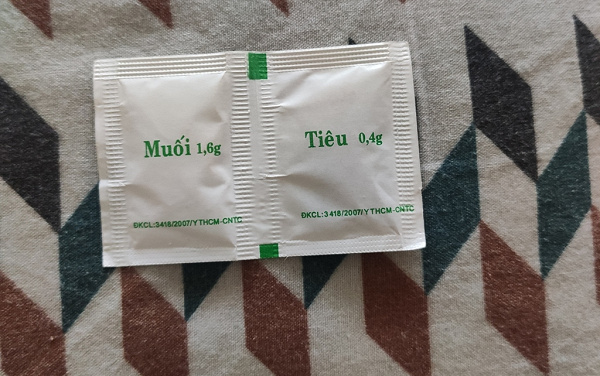 Muối 1,6g
ĐKCL:3418/2007/YTHCM-CNTC
Tiêu 0,4g
ĐKCL:3418/2007/YTHCM-CNTC